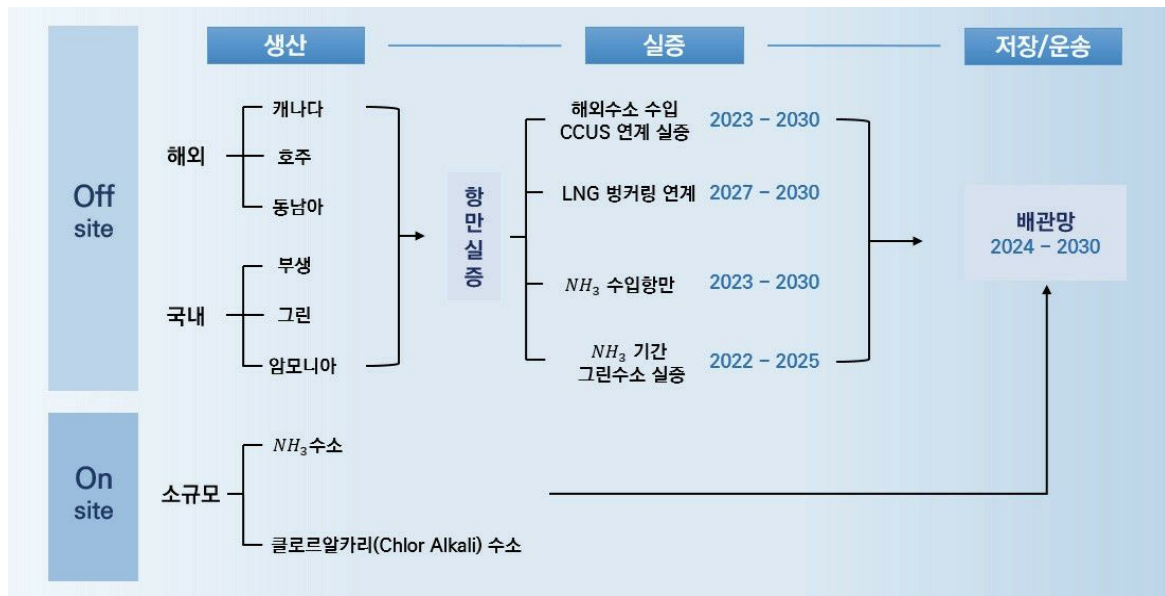 생산
실증
저장/운송
Off
site
해외
캐나다
호주
동남아
국내
부생
그린
암모니아
항
만
실
증
해외수소 수입
CCUS 연계 실증
2023 - 2030
LNG 벙커링 연계
2027 - 2030
NH₃ 수입항만
2023 - 2030
NH₃ 기간
그린수소 실증
2022 - 2025
배관망
2024 - 2030
On
site
소규모
NH₃수소
클로르알카리(Chlor Alkali) 수소